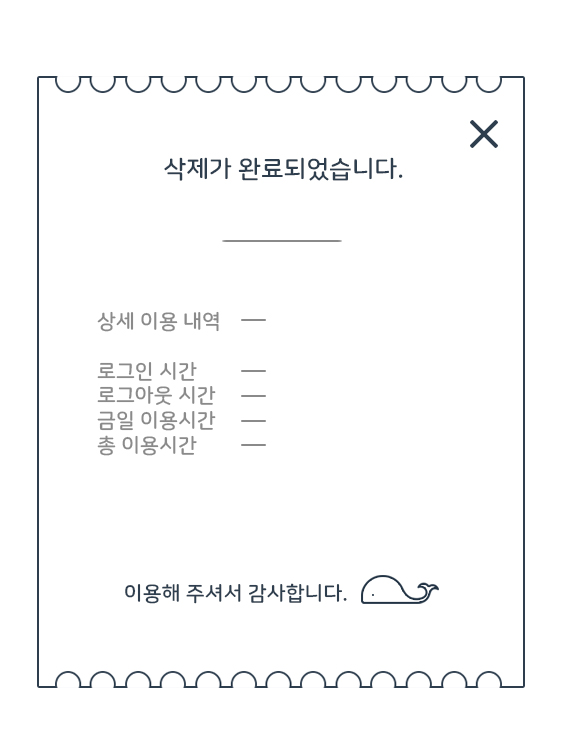 삭제가 완료되었습니다.
상세 이용 내역 —
로그인 시간 —
로그아웃 시간 —
금일 이용시간 —
총 이용시간 —
이용해 주셔서 감사합니다.